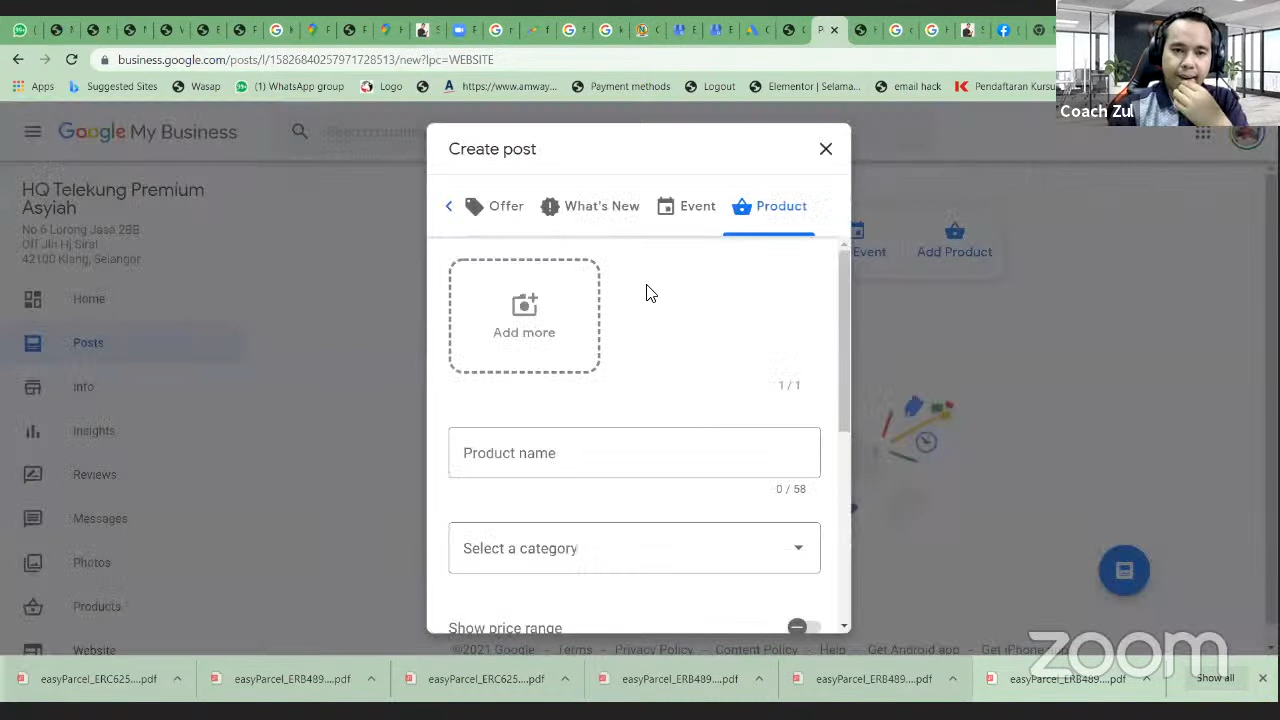 business.google.com/posts/l/15826840257971728513/new?lpc=WEBSITE
Apps
Suggested Sites
Wasap
(1) WhatsApp group
Logo
https://www.amway...
Payment methods
Logout
Elementor | Selama...
email hack
Pendaftaran Kursu
Coach Zul
Google My Business
HQ Telekung Premium
Asyiah
No 6 Lorong Jasa 28B
Off Jln Hj Sirat
42100 Klang, Selangor
Home
Posts
Info
Insights
Reviews
Messages
Photos
Products
Website
Create post
Offer
What's New
Event
Product
Add more
1 / 1
Product name
0 / 58
Select a category
Show price range
Event
Add Product
©2021 Google
Terms
Privacy Policy
Content Policy
Help
Get Android app
Get iPhone
easyParcel_ERC625....pdf
easyParcel_ERB489....pdf
easyParcel_ERC625....pdf
easyParcel_ERB489....pdf
easyParcel_ERB489....pdf
easyParcel_ERB489....pdf
Show all
zoom